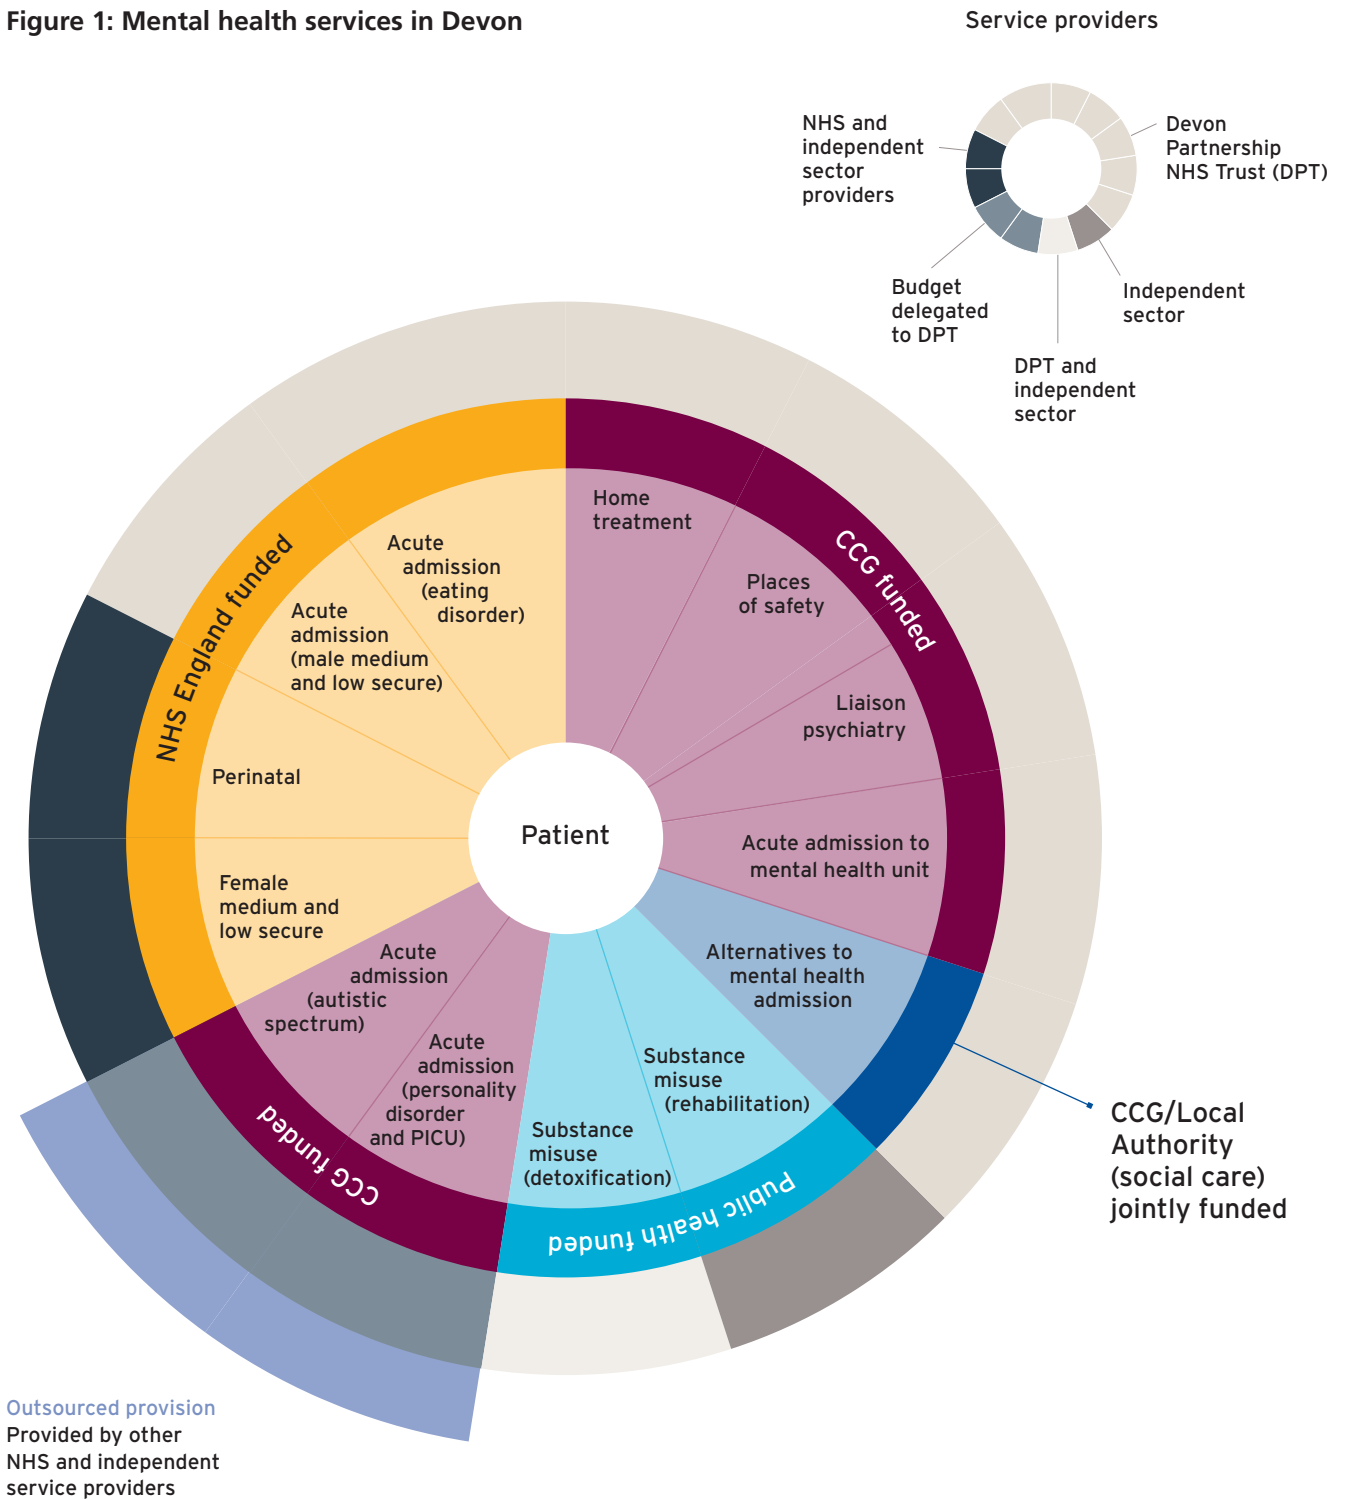 Figure 1: Mental health services in Devon
Service providers
NHS and
independent
sector
providers
Devon
Partnership
NHS Trust (DPT)
Budget
delegated
to DPT
Independent
sector
DPT and
independent
sector
NHS England funded
CCG funded
Home
treatment
Places
of safety
Liaison
psychiatry
Acute admission to
mental health unit
Alternatives to
mental health
admission
Substance
misuse
(rehabilitation)
Substance
misuse
(detoxification)
Acute
admission
(personality
disorder
and PICU)
Acute
admission
(autistic
spectrum)
Female
medium and
low secure
Perinatal
Acute
admission
(male medium
and low secure)
Acute
admission
(eating
disorder)
Patient
CCG funded
Public health funded
CCG/Local
Authority
(social care)
jointly funded
Outsourced provision
Provided by other
NHS and independent
service providers